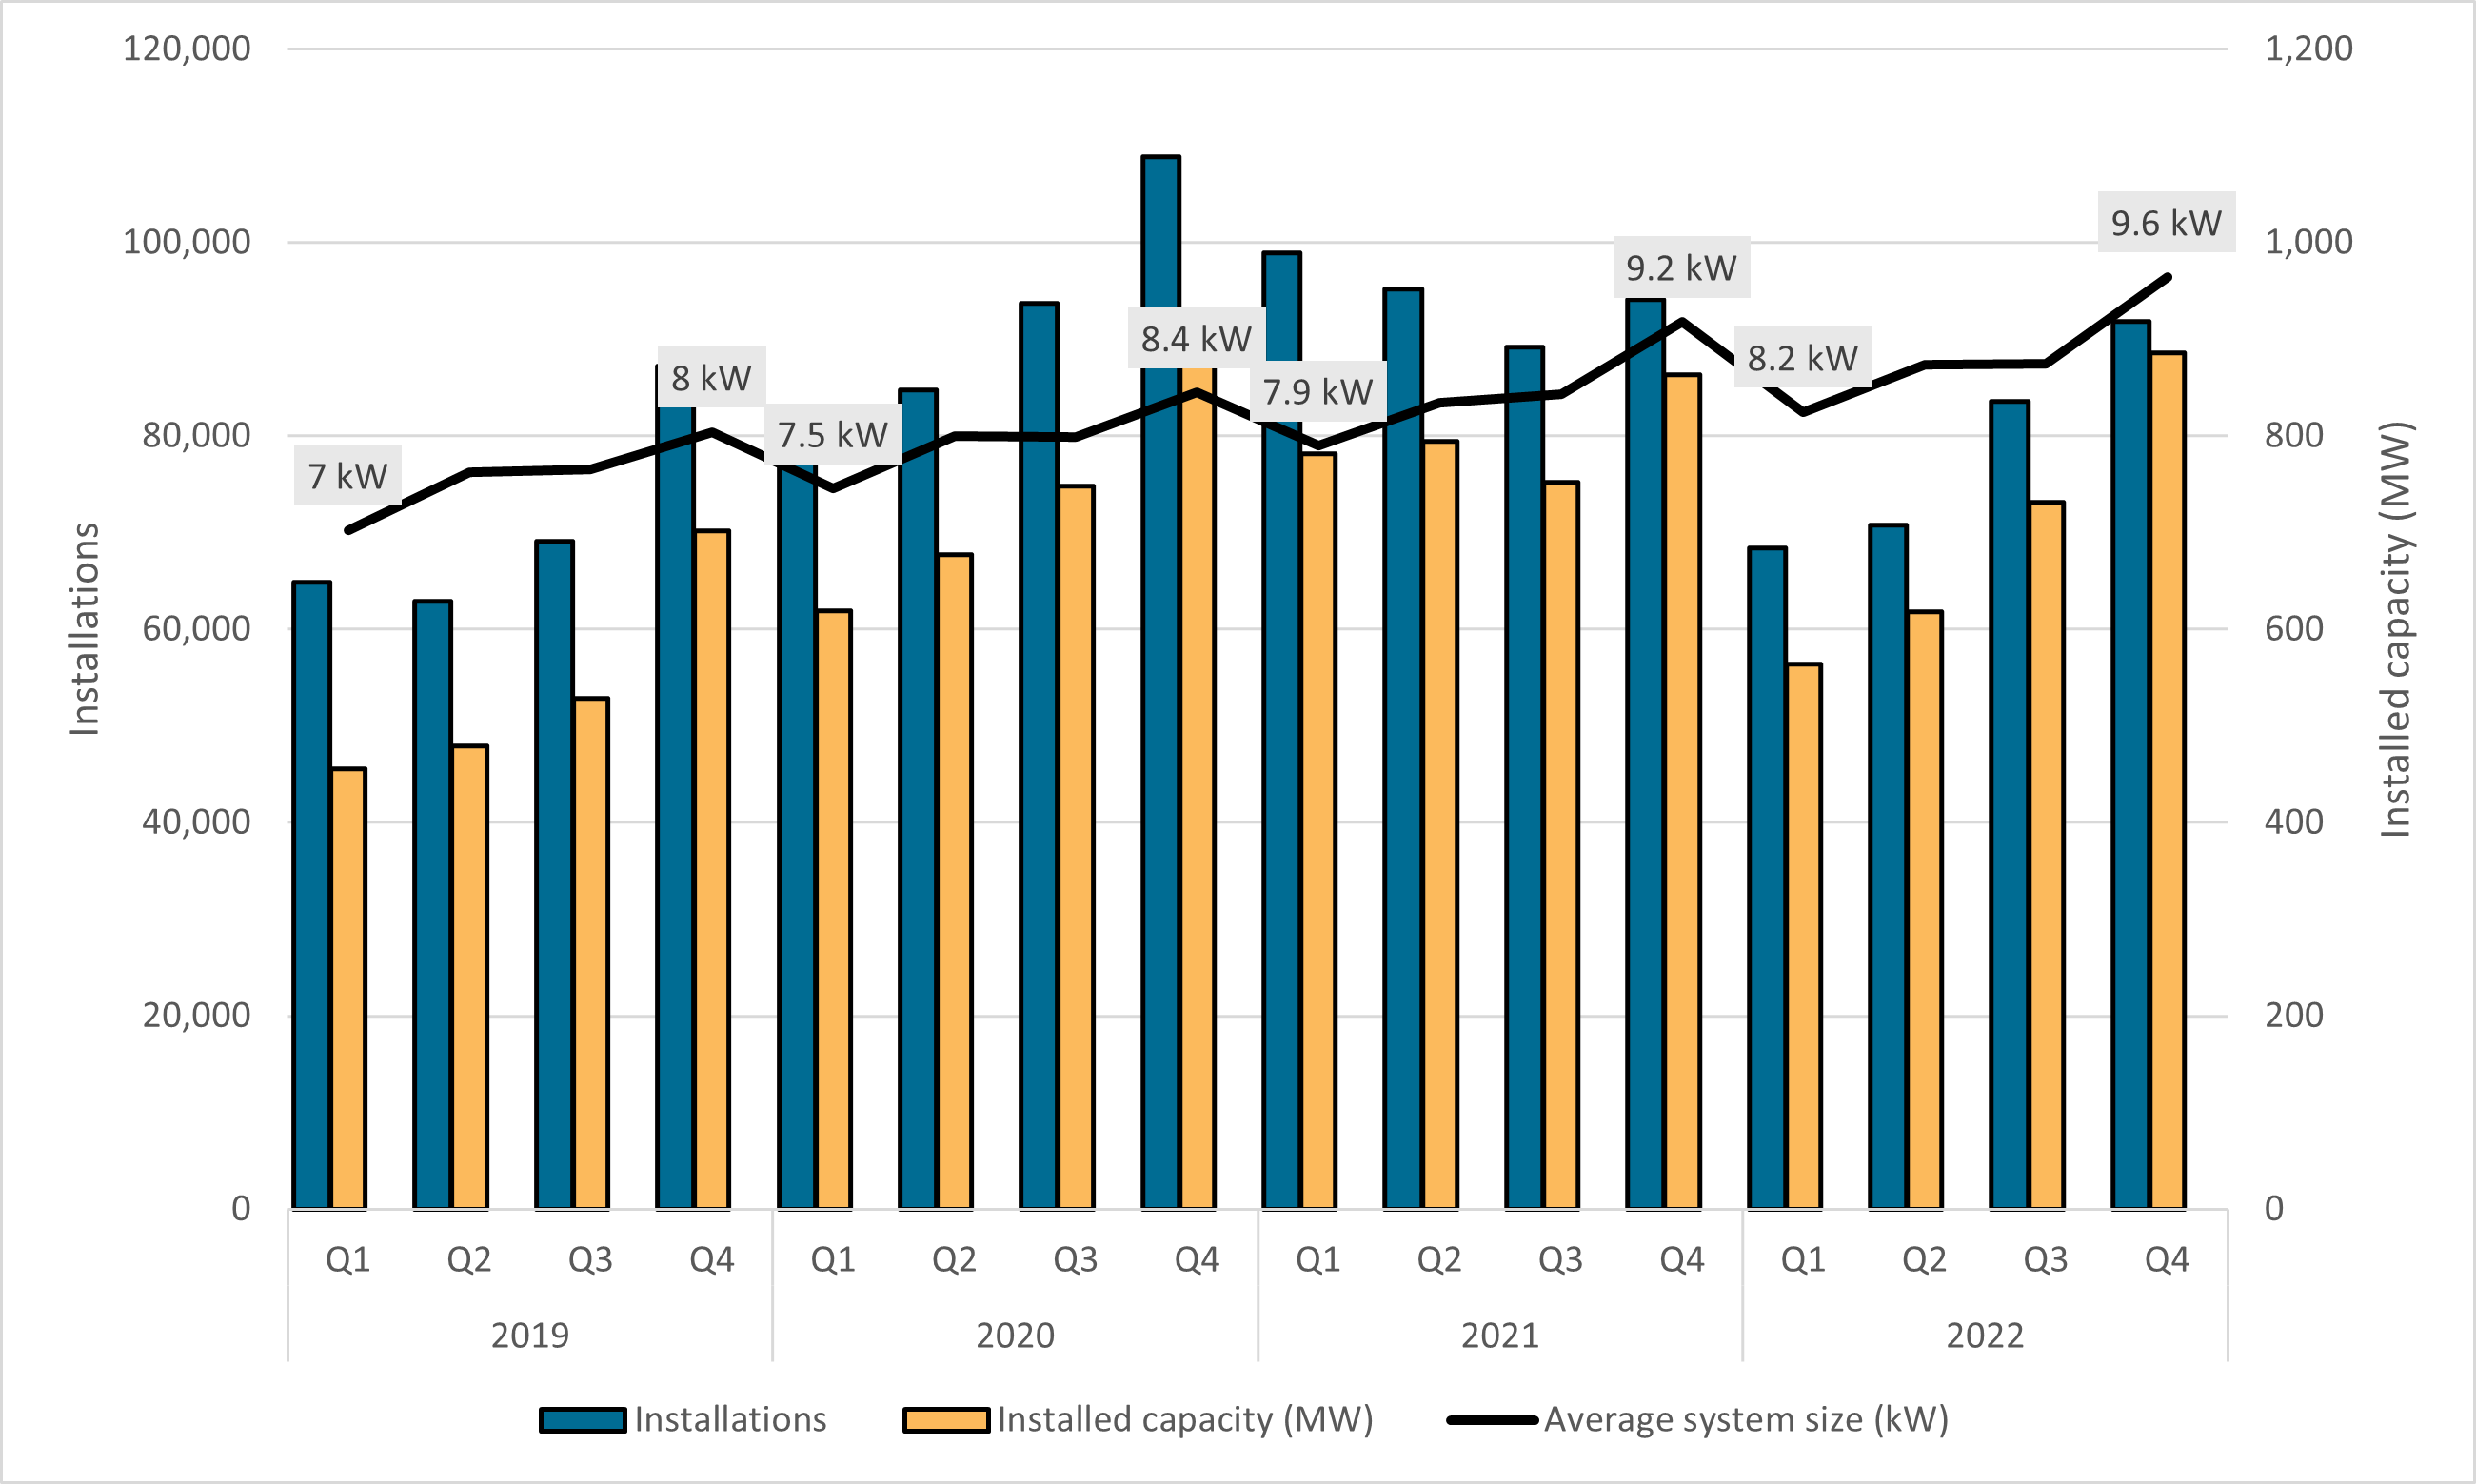 120,000
100,000
80,000
60,000
40,000
20,000
0
Installations
1,200
1,000
800
600
400
200
0
Installed capacity (MW)
7 kW
8 kW
7.5 kW
8.4 kW
7.9 kW
9.2 kW
8.2 kW
9.6 kW
Q1 Q2 Q3 Q4 Q1 Q2 Q3 Q4 Q1 Q2 Q3 Q4 Q1 Q2 Q3 Q4
2019 2020 2021 2022
Installations Installed capacity (MW) Average system size (kW)